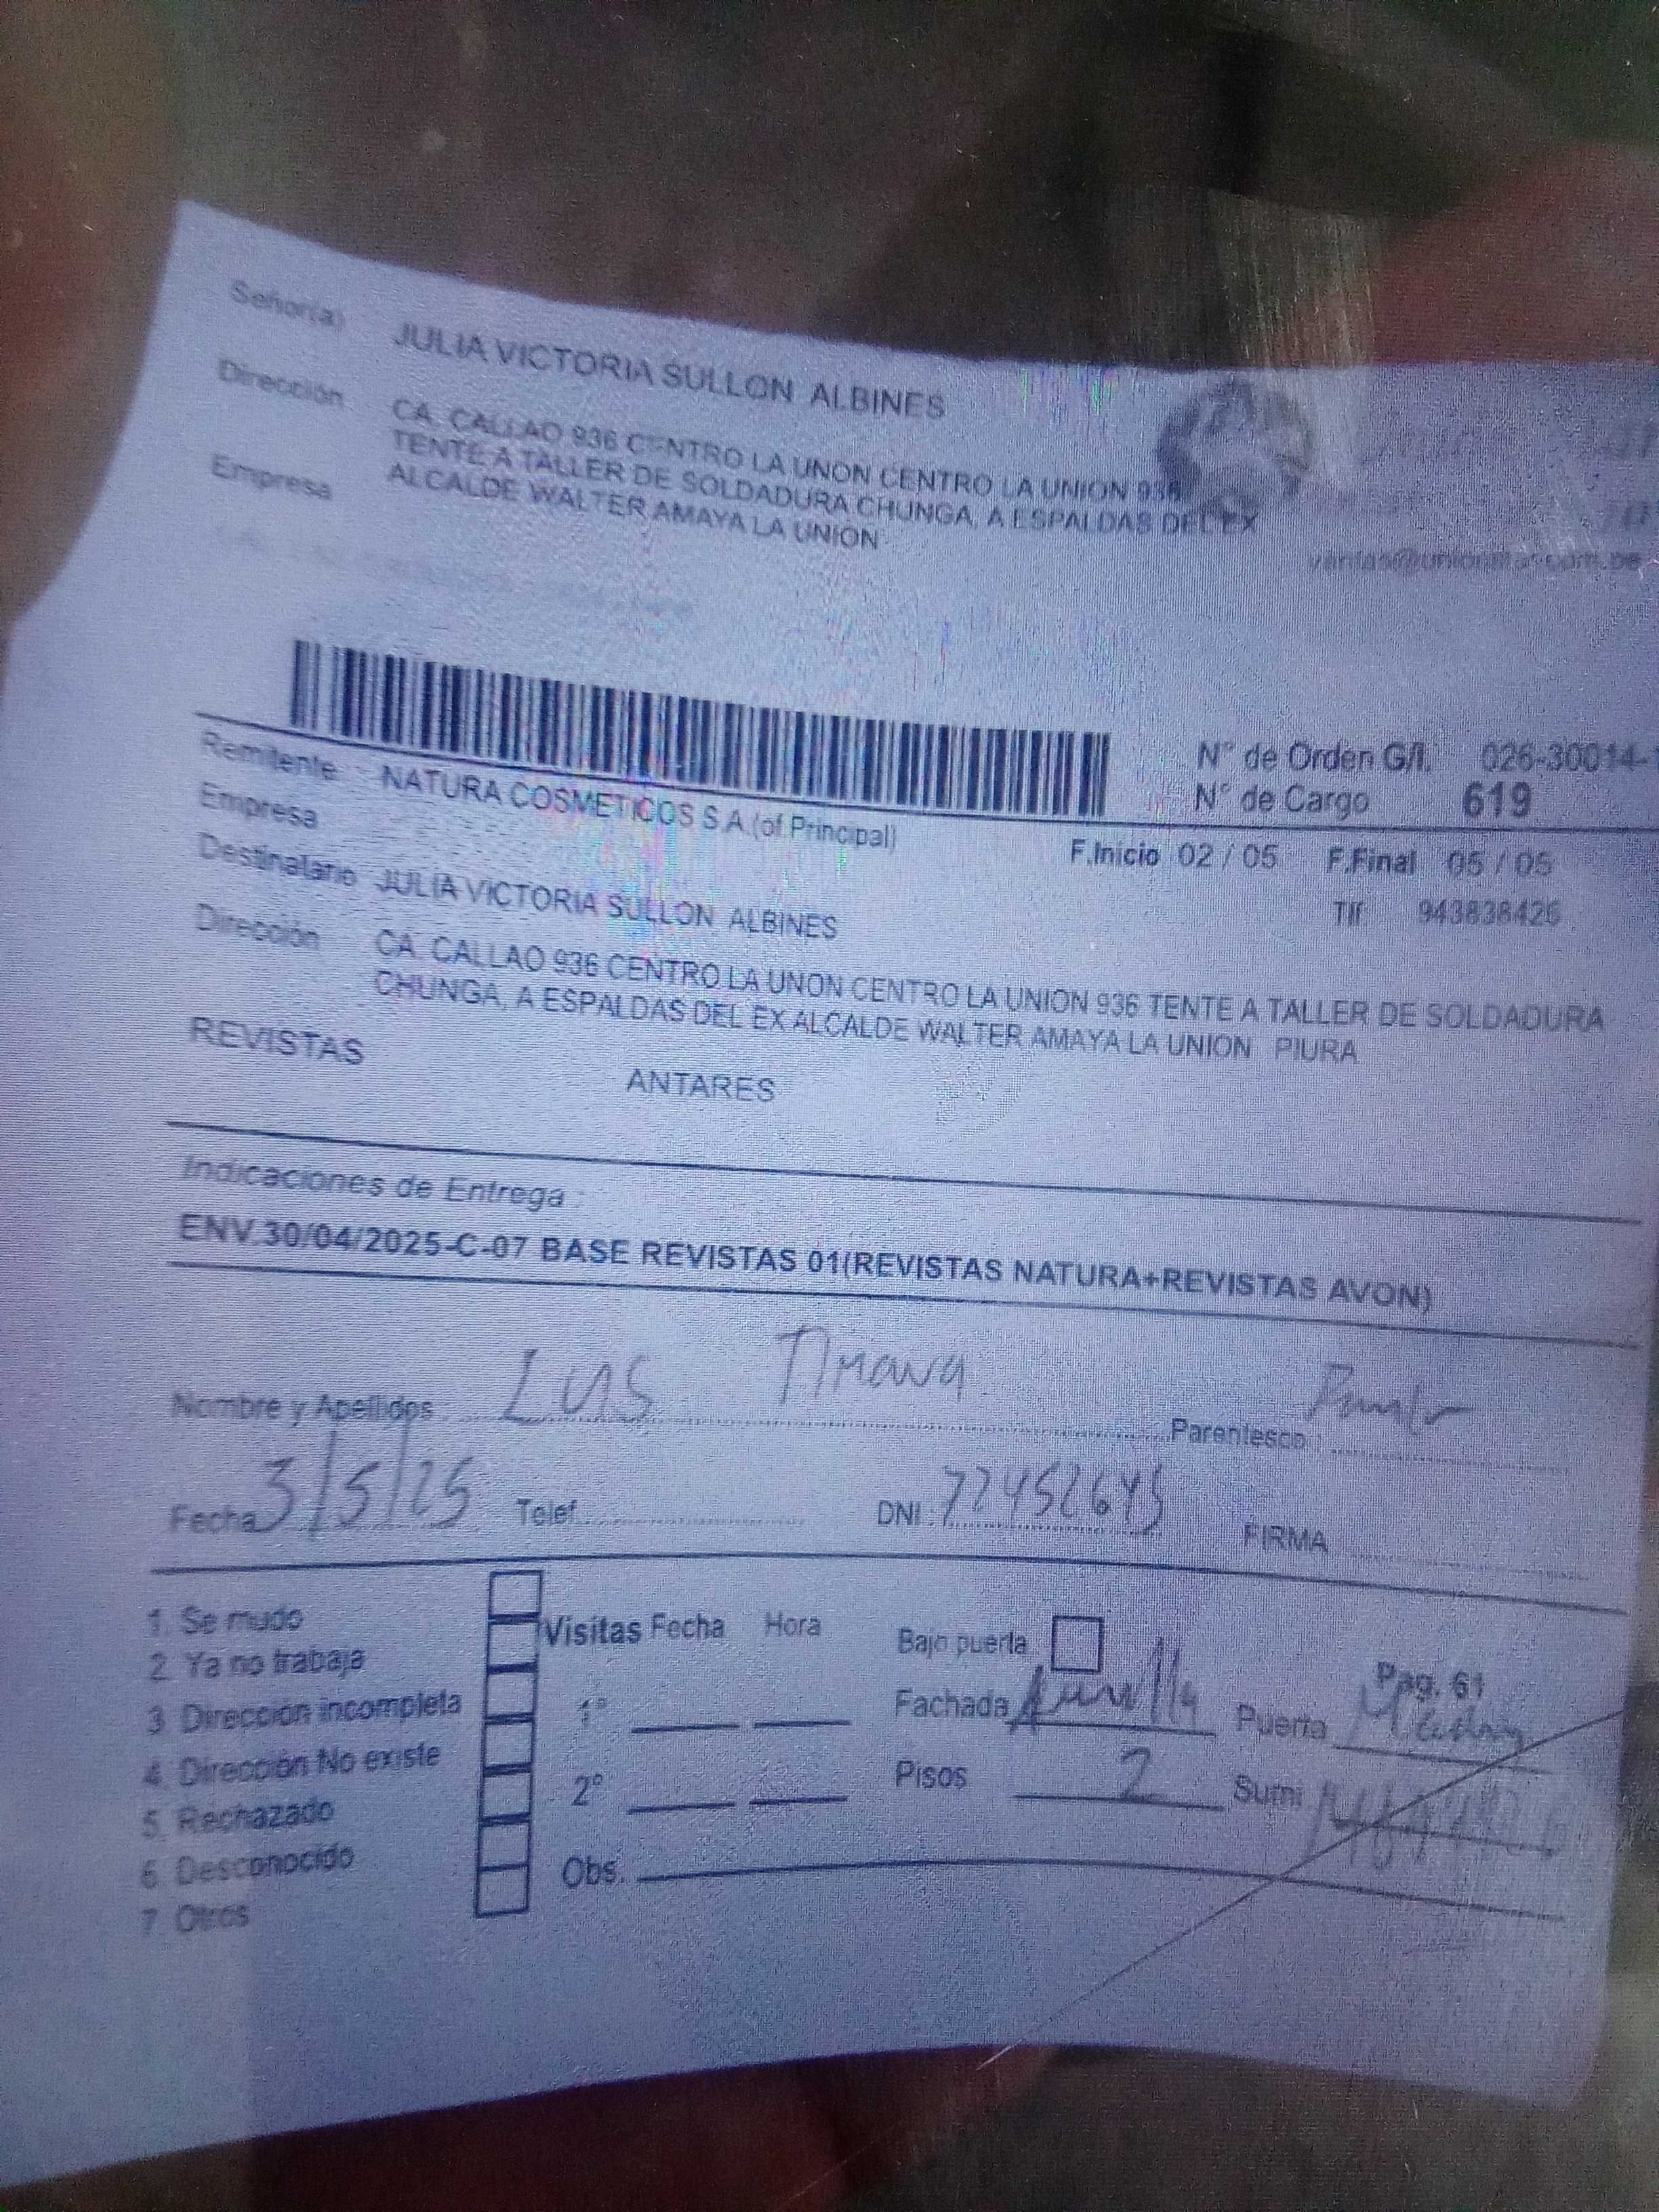 Señor(a) JULIA VICTORIA SULLON ALBINES
Dirección CA. CALLAO 936 CENTRO LA UNON CENTRO LA UNION 936
TENTE A TALLER DE SOLDADURA CHUNGA, A ESPALDAS DEL EX
Empresa ALCALDE WALTER AMAYA LA UNION
N° de Orden G/I. 026-30014-
N° de Cargo 619
Remitente : NATURA COSMETICOS S.A.(of.Principal)
Empresa
F.Inicio 02 / 05 F.Final 05 / 05
Destinatario JULIA VICTORIA SULLON ALBINES
Tlf. 943838426
Dirección CA. CALLAO 936 CENTRO LA UNON CENTRO LA UNION 936 TENTE A TALLER DE SOLDADURA
CHUNGA, A ESPALDAS DEL EX ALCALDE WALTER AMAYA LA UNION PIURA
REVISTAS
ANTARES
Indicaciones de Entrega :
ENV.30/04/2025-C-07 BASE REVISTAS 01(REVISTAS NATURA+REVISTAS AVON)
Nombre y Apellidos Luis Parentesco :
Fecha 3/5/25 Telef. DNI. 72452645 FIRMA
1. Se mudo
2. Ya no trabaja
3. Dirección incompleta
4. Dirección No existe
5. Rechazado
6. Desconocido
7. Otros
Visitas Fecha Hora
1°
2°
Obs.
Bajo puerta
Pag. 61
Fachada Puerta
Pisos 2 Sumi